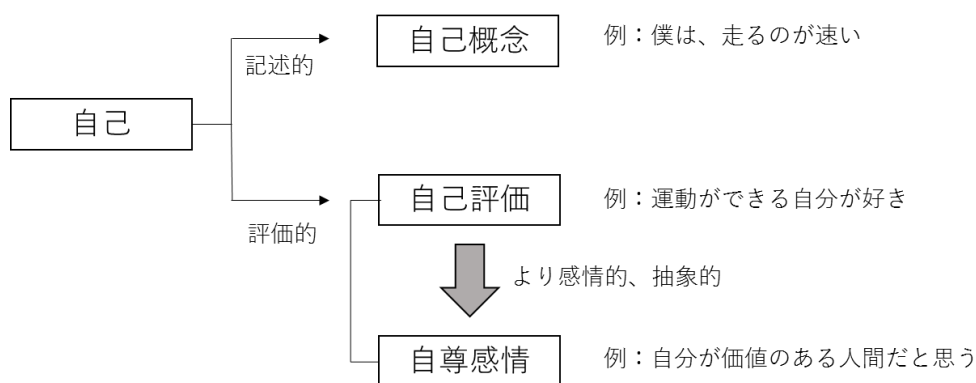 自己概念
例：僕は、走るのが速い
記述的
自己
自己評価
例：運動ができる自分が好き
評価的
より感情的、抽象的
自尊感情
例：自分が価値のある人間だと思う